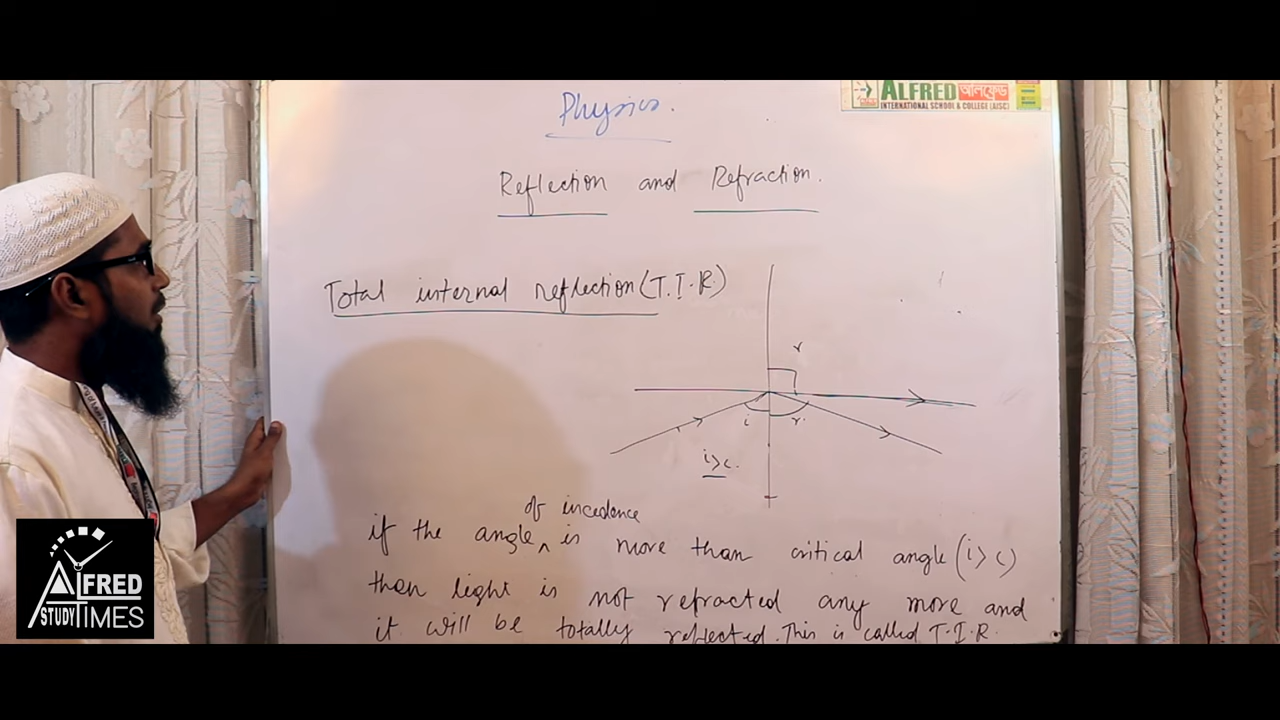 Physics.
ALFRED আলফ্রেড
INTERNATIONAL SCHOOL & COLLEGE (AISC)
Reflection and Refraction.
Total internal reflection (T.I.R.)
r
i r.
i>c.
of incedence
if the angle ^ is more than critical angle (i> c)
than light is not refracted any more and
it will be totally reflected. This is called T.I.R.
ALFRED
STUDY TIMES